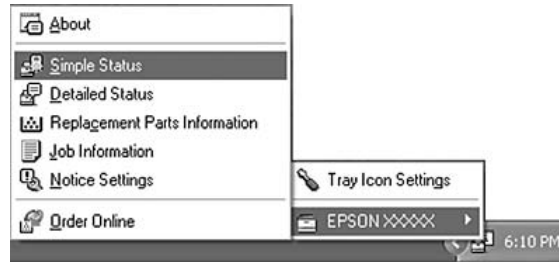 About
Simple Status
Detailed Status
Replacement Parts Information
Job Information
Notice Settings
Order Online
Tray Icon Settings
EPSON XXXXX
6:10 PM